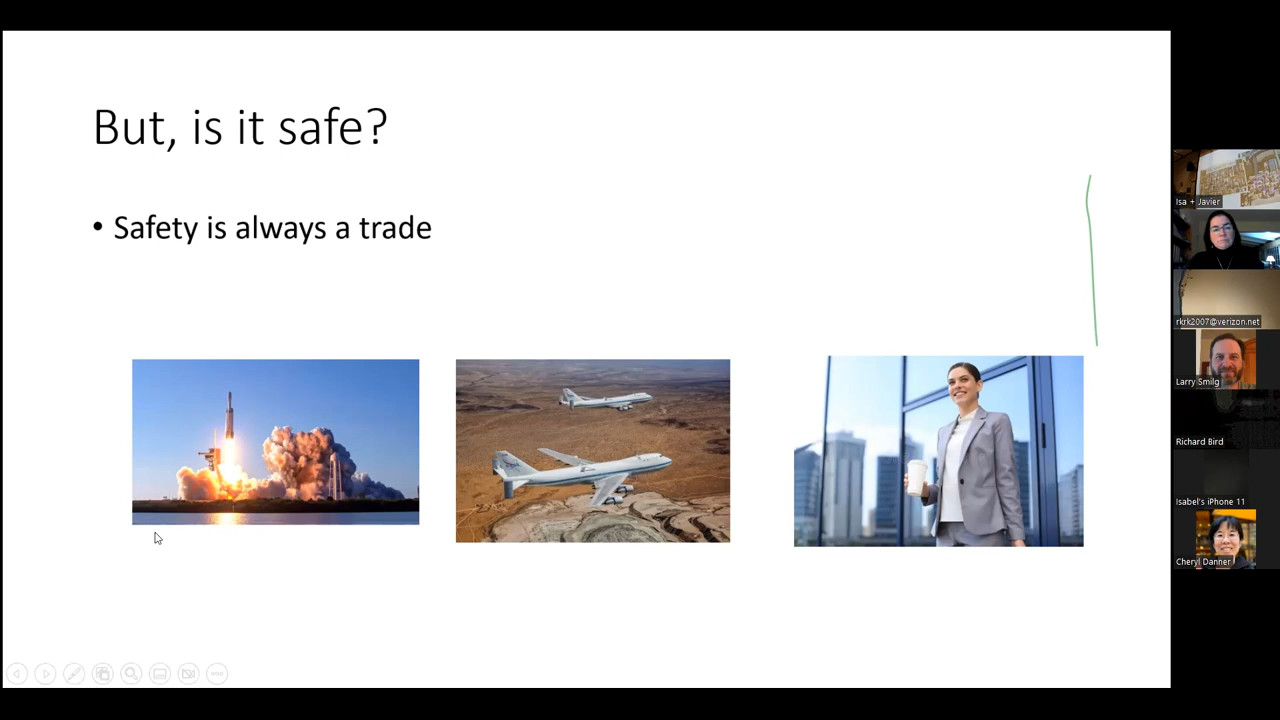 But, is it safe?
• Safety is always a trade
Isa + Javier
rkrk2007@verizon.net
Larry Smilg
Richard Bird
Isabel's iPhone 11
Cheryl Danner